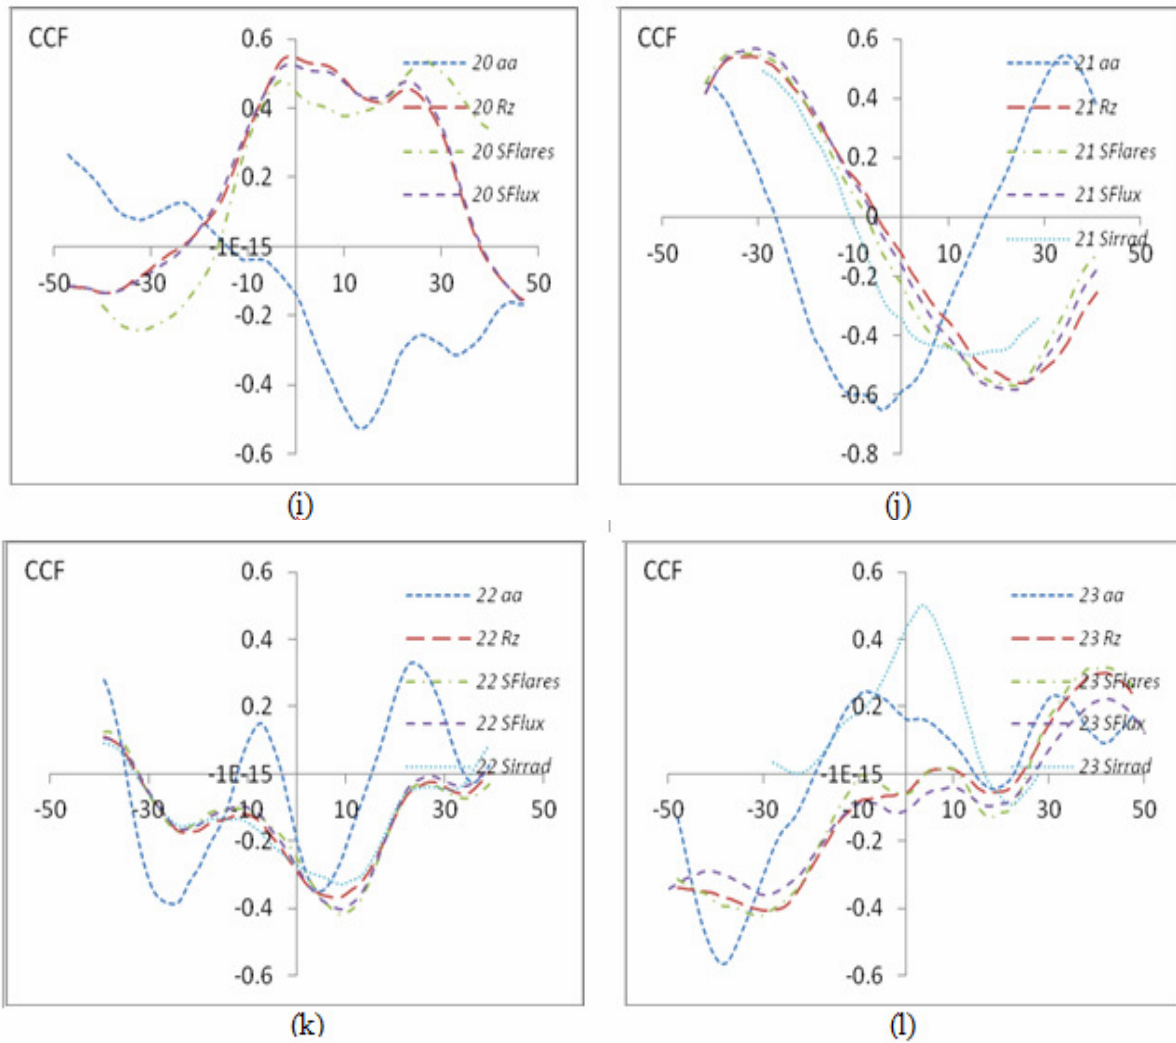 CCF
0.6
0.4
0.2
-1E-15
-0.2
-0.4
-0.6
-50 -30 -10 10 30 50
20 aa
20 Rz
20 SFlares
20 SFlux
(i)
CCF
0.6
0.4
0.2
0
-0.2
-0.4
-0.6
-0.8
-50 -30 -10 10 30 50
21 aa
21 Rz
21 SFlares
21 SFlux
21 Sirrad
(j)
CCF
0.6
0.4
0.2
-1E-15
-0.2
-0.4
-0.6
-50 -30 -10 10 30 50
22 aa
22 Rz
22 SFlares
22 SFlux
22 Sirrad
(k)
CCF
0.6
0.4
0.2
-1E-15
-0.2
-0.4
-0.6
-50 -30 -10 10 30 50
23 aa
23 Rz
23 SFlares
23 SFlux
23 Sirrad
(l)